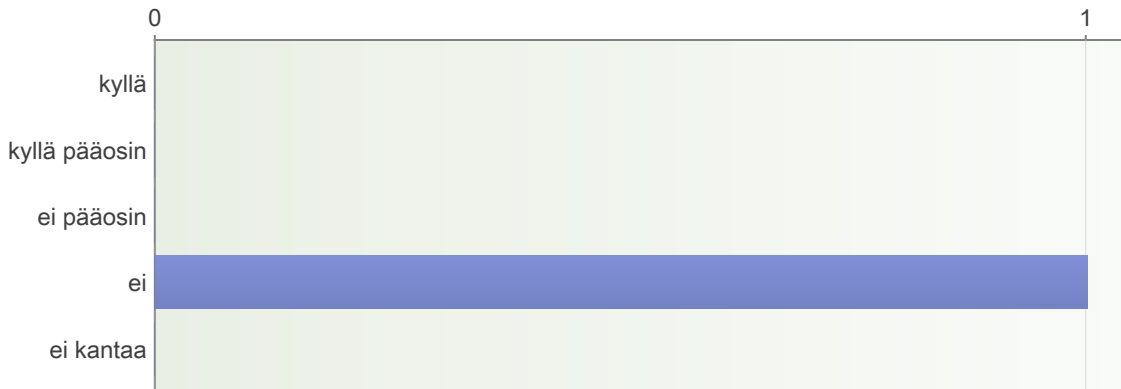 0 1
kyllä
kyllä pääosin
ei pääosin
ei
ei kantaa